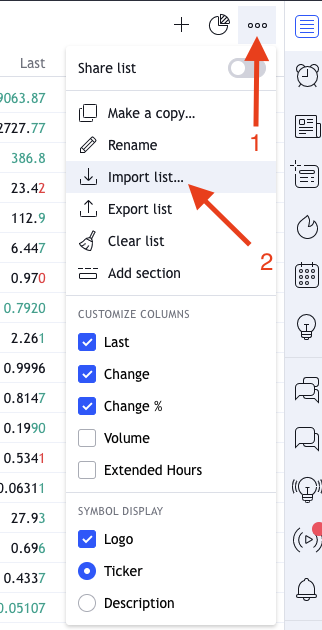 Last
Share list
9063.87
Make a copy...
2727.77
1
Rename
386.8
Import list...
23.42
Export list
112.9
Clear list
6.447
2
Add section
0.970
0.7920
CUSTOMIZE COLUMNS
2.261
Last
0.9996
Change
0.8147
Change %
0.1990
Volume
0.5341
Extended Hours
0.06311
SYMBOL DISPLAY
27.93
Logo
0.696
Ticker
0.4337
Description
0.05107